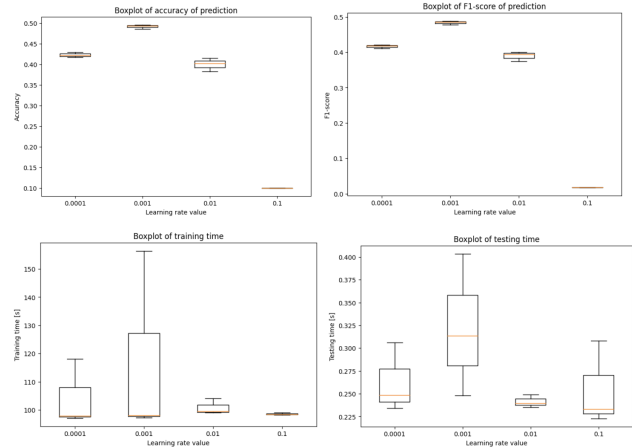 Boxplot of accuracy of prediction
0.50
0.45
0.40
0.35
0.30
0.25
0.20
0.15
0.10
Accuracy
0.0001 0.001 0.01 0.1
Learning rate value
Boxplot of F1-score of prediction
0.5
0.4
0.3
0.2
0.1
0.0
F1-score
0.0001 0.001 0.01 0.1
Learning rate value
Boxplot of training time
150
140
130
120
110
100
Training time [s]
0.0001 0.001 0.01 0.1
Learning rate value
Boxplot of testing time
0.400
0.375
0.350
0.325
0.300
0.275
0.250
0.225
Testing time [s]
0.0001 0.001 0.01 0.1
Learning rate value